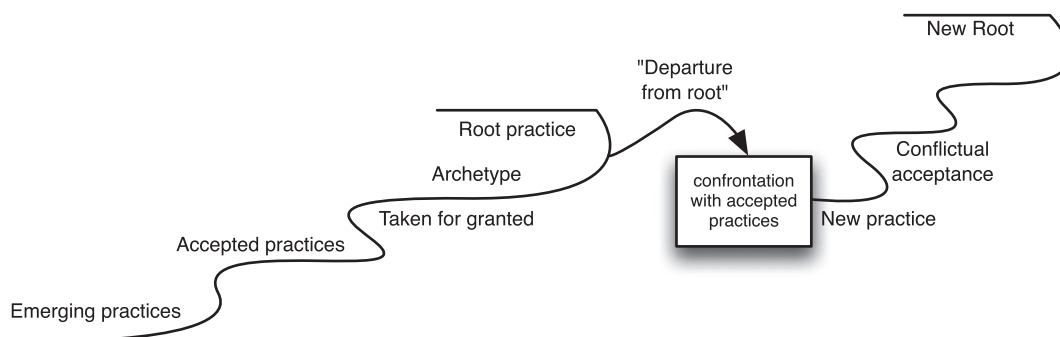 New Root
"Departure
from root"
Root practice
Conflictual
acceptance
Archetype
confrontation
with accepted
practices
Taken for granted
New practice
Accepted practices
Emerging practices